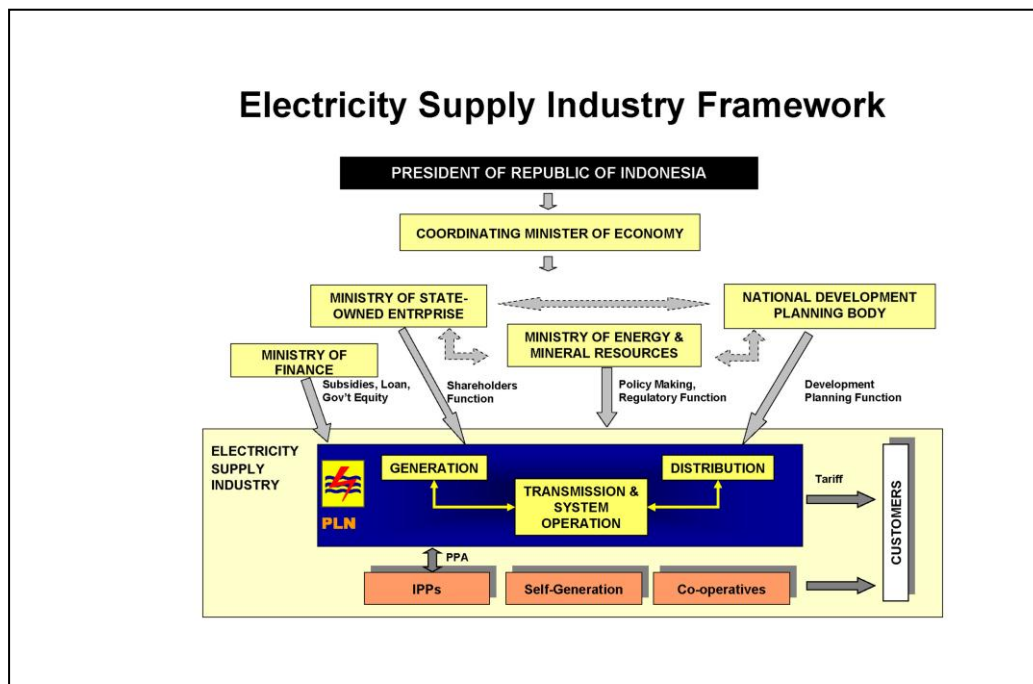 Electricity Supply Industry Framework
PRESIDENT OF REPUBLIC OF INDONESIA
COORDINATING MINISTER OF ECONOMY
MINISTRY OF STATE-
OWNED ENTRPRISE
NATIONAL DEVELOPMENT
PLANNING BODY
MINISTRY OF ENERGY &
MINERAL RESOURCES
MINISTRY OF
FINANCE
Subsidies, Loan,
Gov't Equity
Shareholders
Function
Policy Making,
Regulatory Function
Development
Planning Function
ELECTRICITY
SUPPLY
INDUSTRY
PLN
GENERATION
DISTRIBUTION
TRANSMISSION &
SYSTEM
OPERATION
Tariff
CUSTOMERS
PPA
IPPs
Self-Generation
Co-operatives